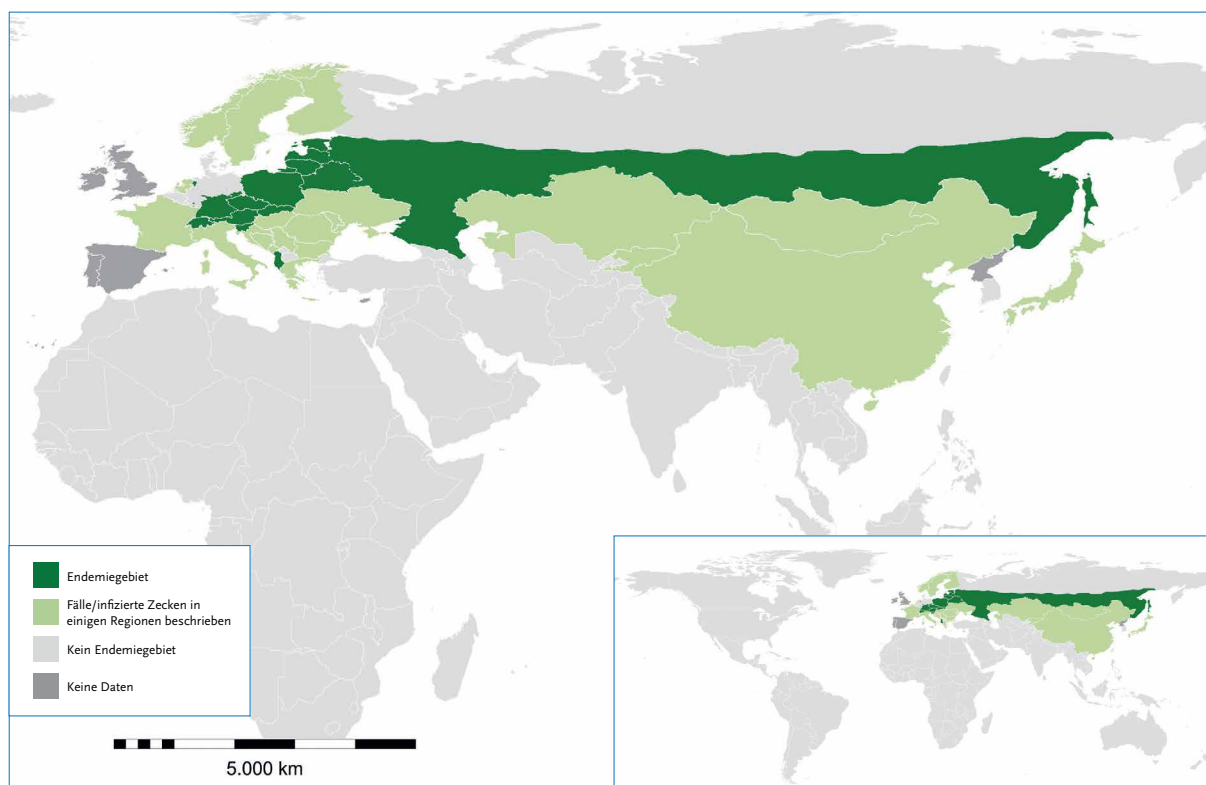 Endemiegebiet
Fälle/infizierte Zecken in
einigen Regionen beschrieben
Kein Endemiegebiet
Keine Daten
5.000 km